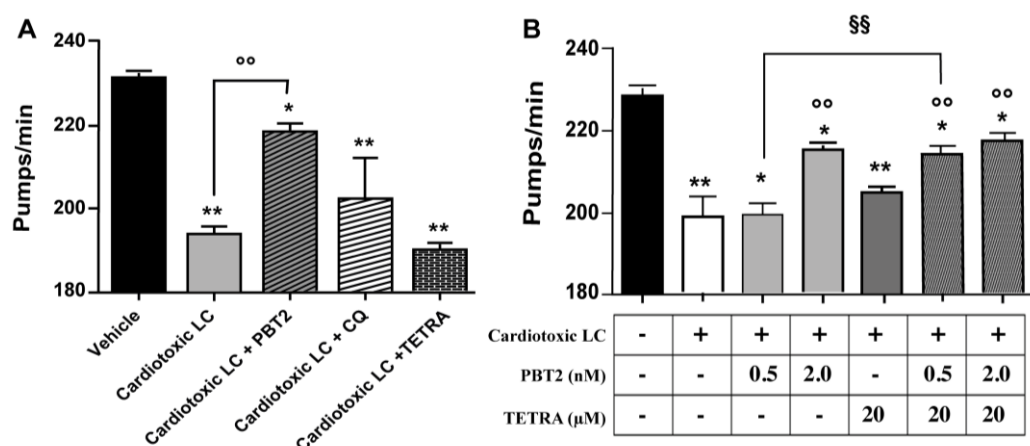 A
Pumps/min
240
220
200
180
**
°°
*
**
**
Vehicle
Cardiotoxic LC
Cardiotoxic LC + PBT2
Cardiotoxic LC + CQ
Cardiotoxic LC +TETRA
B
Pumps/min
240
220
200
180
§§
**
*
°°
*
**
°°
*
°°
*
Cardiotoxic LC - + + + + + +
PBT2 (nM) - - 0.5 2.0 - 0.5 2.0
TETRA (µM) - - - - 20 20 20